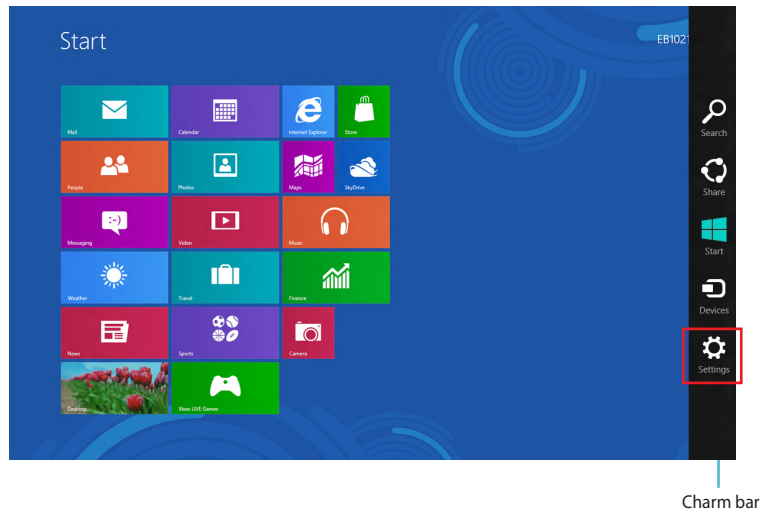 Start
EB1021
Mail
Calendar
Internet Explorer
Store
People
Photos
Maps
SkyDrive
Messaging
:-)
Video
Music
Weather
Travel
Finance
News
Sports
Camera
Desktop
Xbox LIVE Games
Search
Share
Start
Devices
Settings
Charm bar